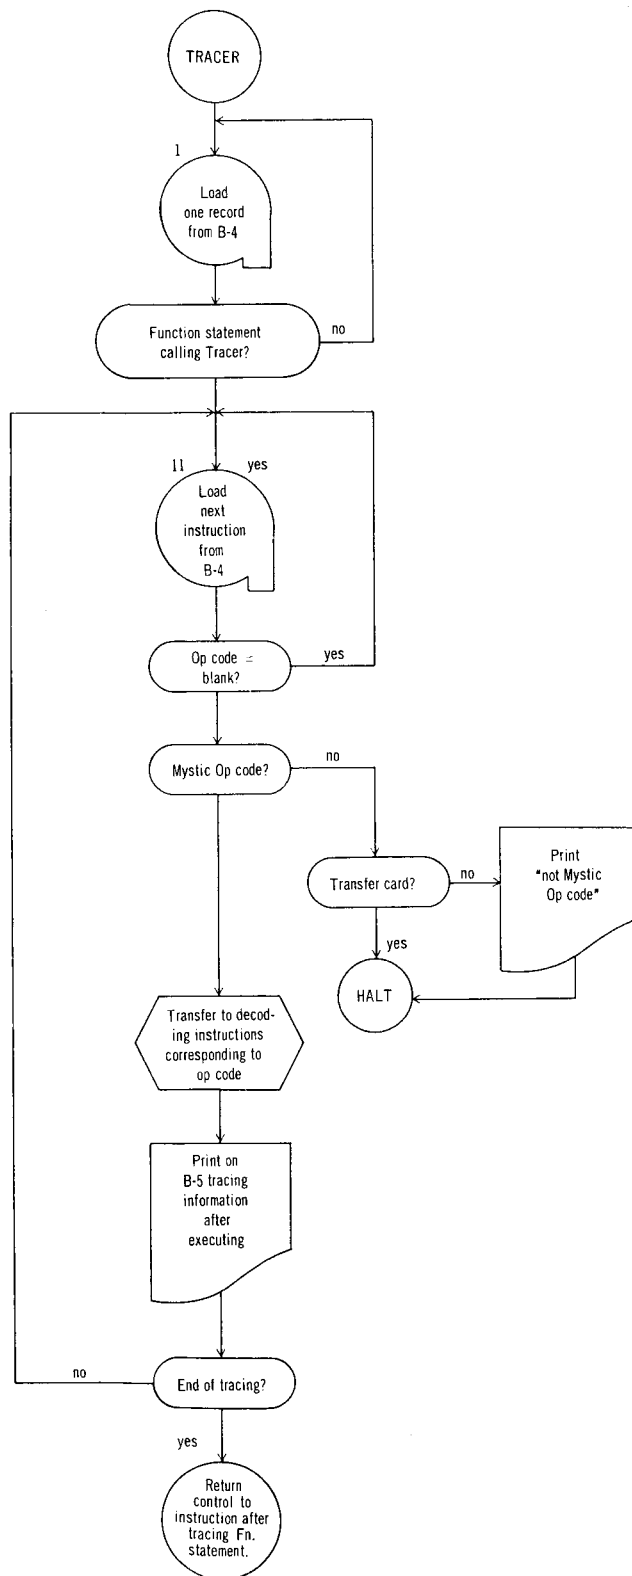 TRACER
1
Load
one record
from B-4
Function statement
calling Tracer?
no
11
yes
Load
next
instruction
from
B-4
Op code =
blank?
yes
Mystic Op code?
no
Transfer card?
no
Print
"not Mystic
Op code"
yes
HALT
Transfer to decod-
ing instructions
corresponding to
op code
Print on
B-5 tracing
information
after
executing
End of tracing?
no
yes
Return
control to
instruction after
tracing Fn.
statement.